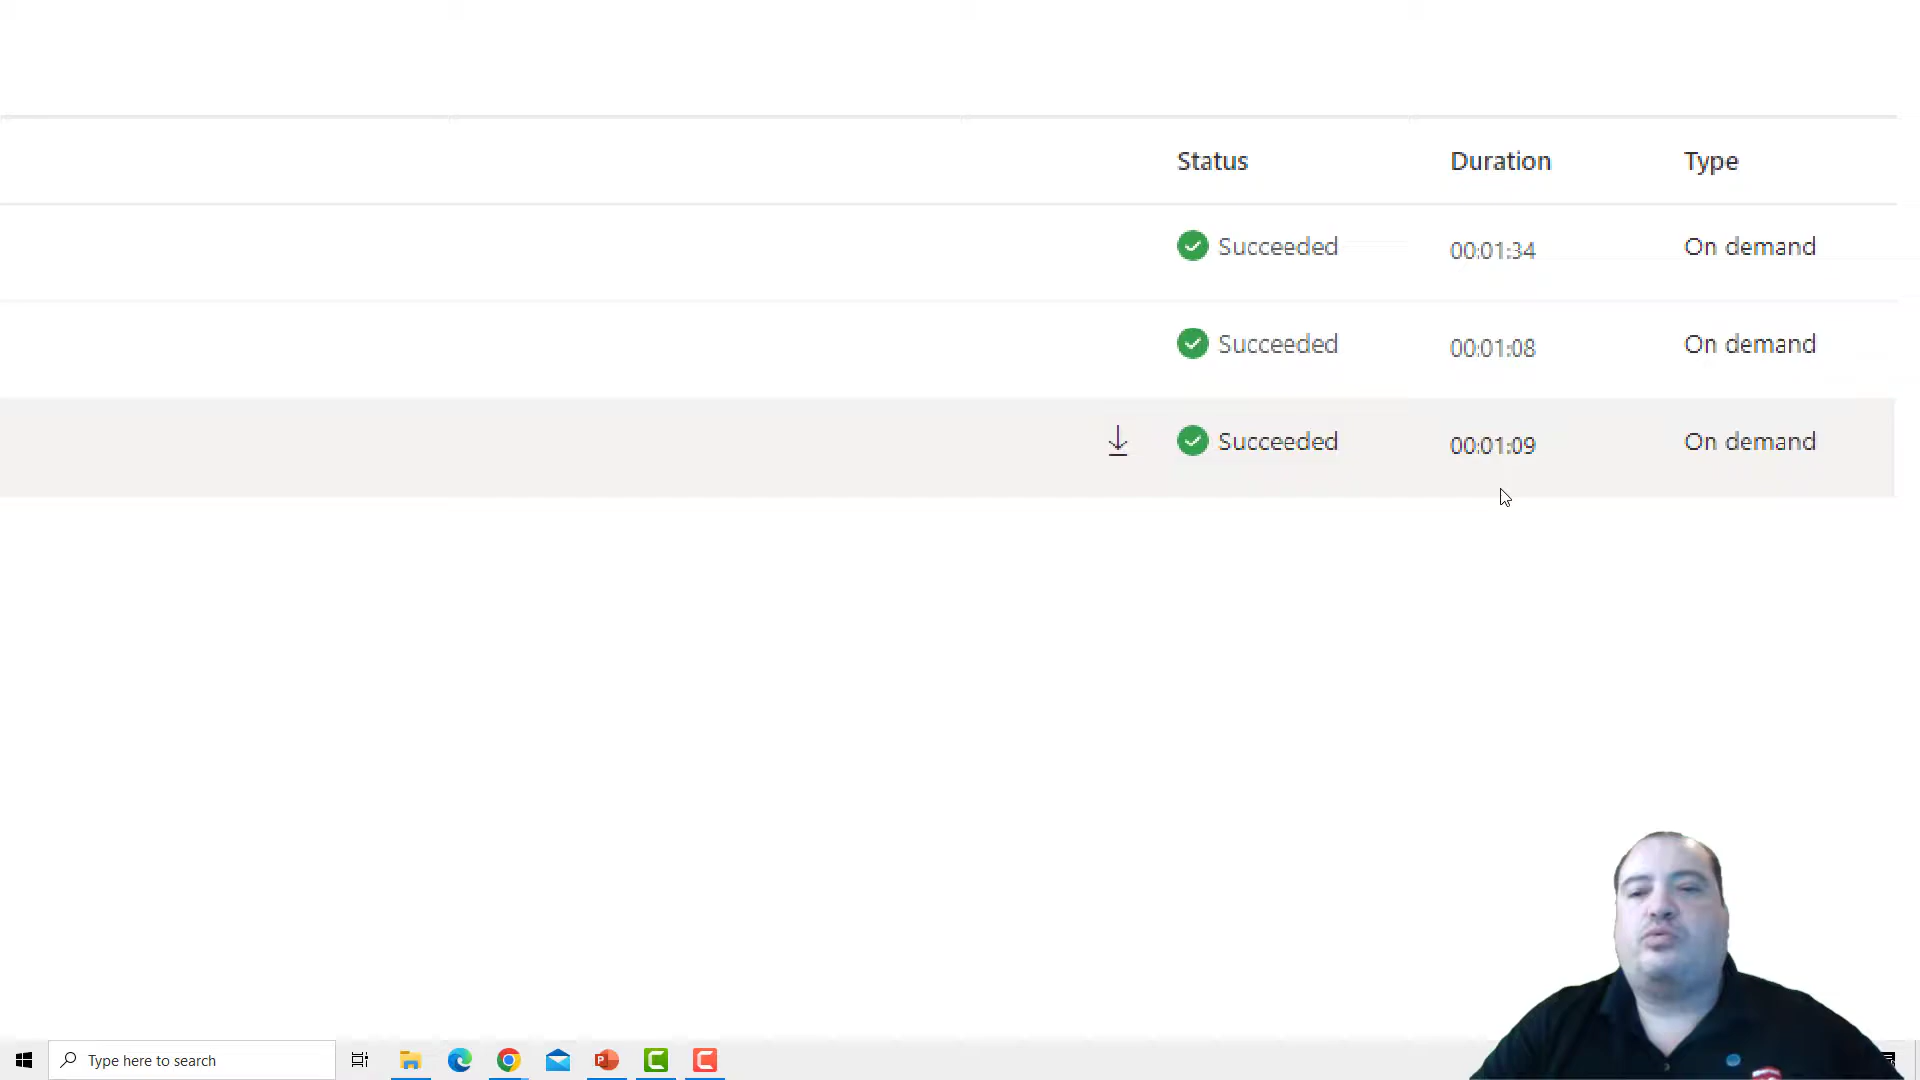 Status Duration Type
Succeeded 00:01:34 On demand
Succeeded 00:01:08 On demand
Succeeded 00:01:09 On demand
Type here to search